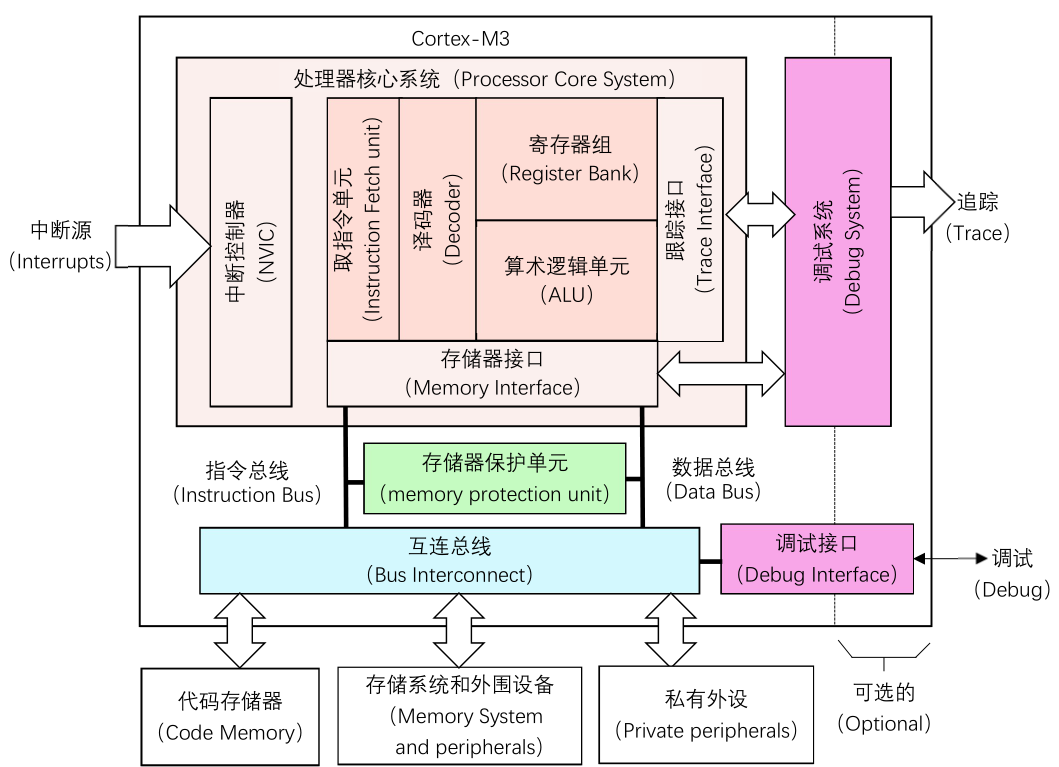 Cortex-M3
处理器核心系统（Processor Core System）
中断源
（Interrupts）
中断控制器
（NVIC）
取指令单元
（Instruction Fetch unit）
译码器
（Decoder）
寄存器组
（Register Bank）
算术逻辑单元
（ALU）
跟踪接口
（Trace Interface）
存储器接口
（Memory Interface）
调试系统
（Debug System）
追踪
（Trace）
指令总线
（Instruction Bus）
存储器保护单元
（memory protection unit）
数据总线
（Data Bus）
互连总线
（Bus Interconnect）
调试接口
（Debug Interface）
调试
（Debug）
代码存储器
（Code Memory）
存储系统和外围设备
（Memory System
and peripherals）
私有外设
（Private peripherals）
可选的
（Optional）